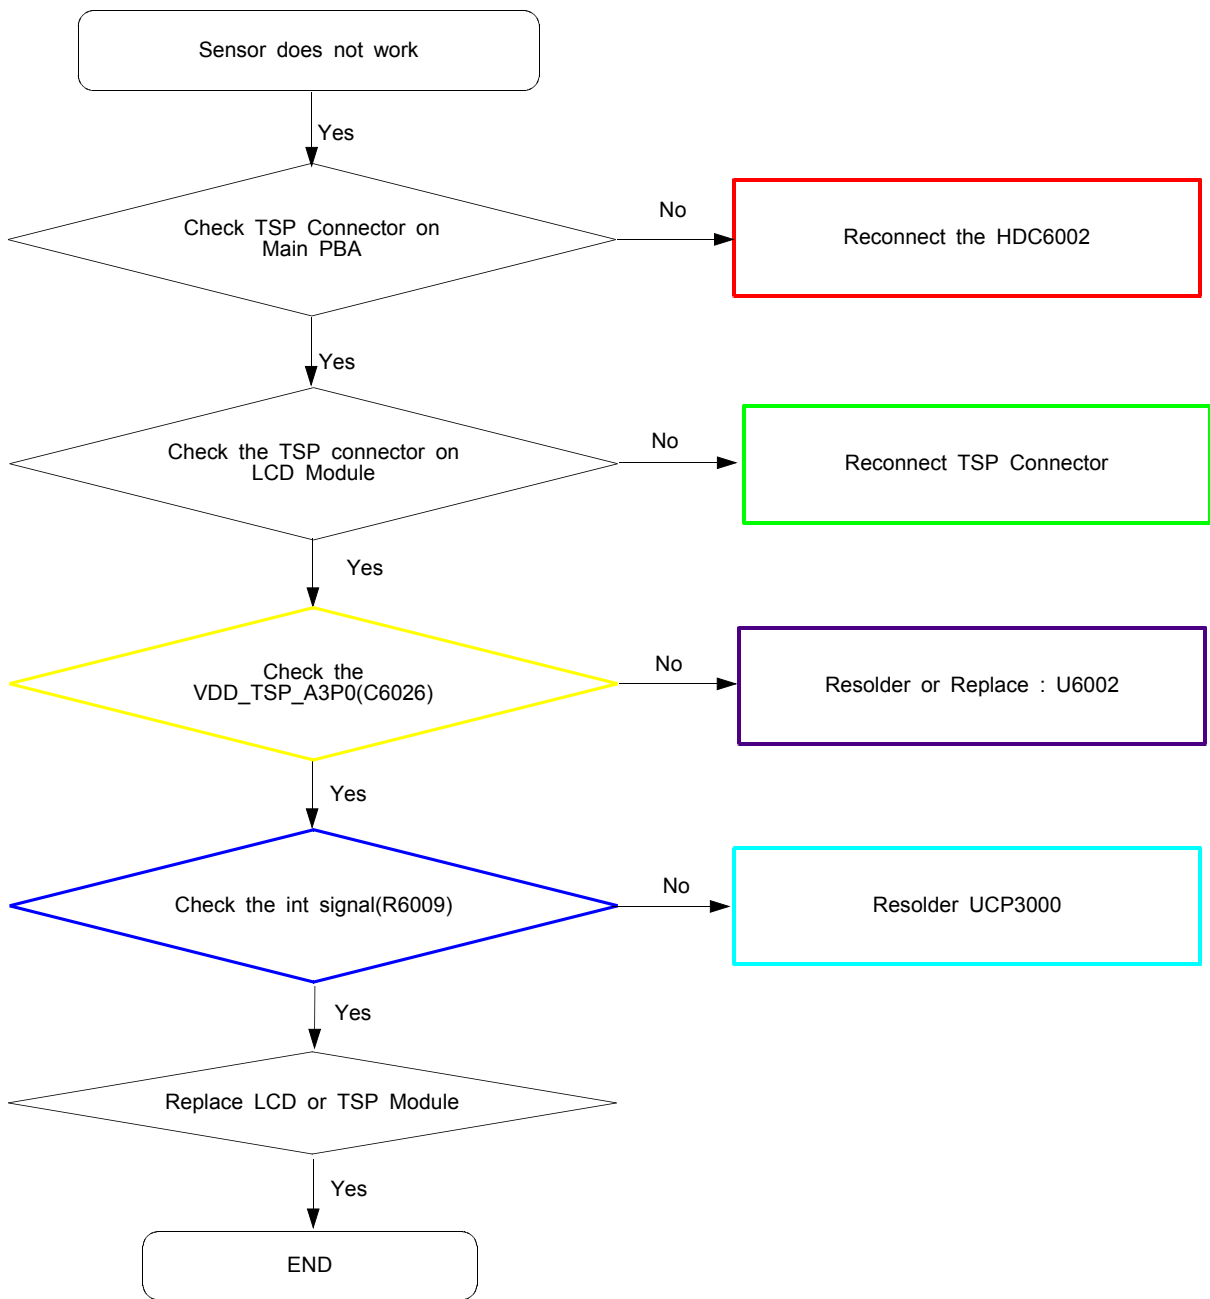 Sensor does not work
Yes
Check TSP Connector on
Main PBA
No
Reconnect the HDC6002
Yes
Check the TSP connector on
LCD Module
No
Reconnect TSP Connector
Yes
Check the
VDD_TSP_A3P0(C6026)
No
Resolder or Replace : U6002
Yes
Check the int signal(R6009)
No
Resolder UCP3000
Yes
Replace LCD or TSP Module
Yes
END